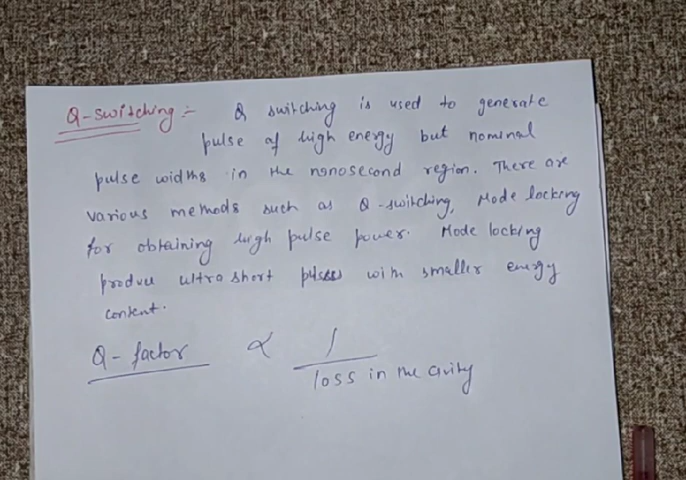 Q-switching :- Q switching is used to generate
pulse of high energy but nominal
pulse widths in the nanosecond region. There are
various methods such as Q-switching, Mode locking
for obtaining high pulse power. Mode locking
produce ultra short pulses with smaller energy
content.
Q-factor ∝ 1
loss in the cavity